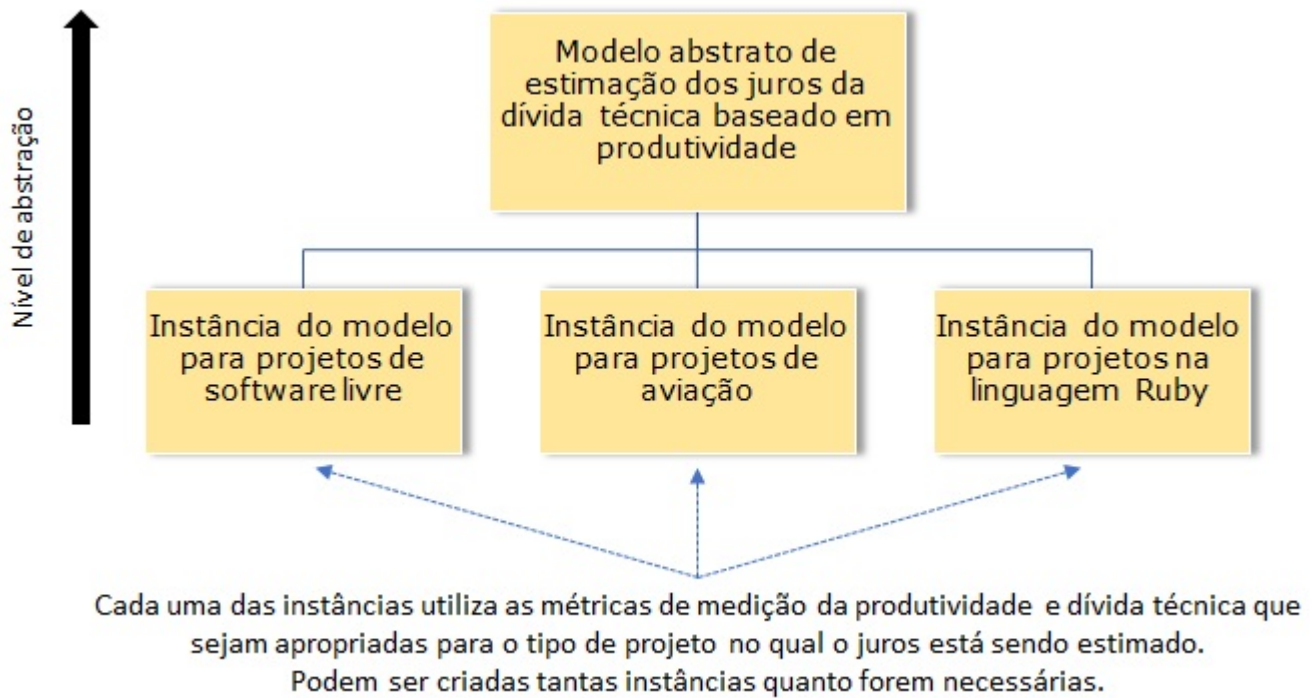 Nível de abstração
Modelo abstrato de
estimação dos juros da
dívida técnica baseado em
produtividade
Instância do modelo
para projetos de
software livre
Instância do modelo
para projetos de
aviação
Instância do modelo
para projetos na
linguagem Ruby
Cada uma das instâncias utiliza as métricas de medição da produtividade e dívida técnica que
sejam apropriadas para o tipo de projeto no qual o juros está sendo estimado.
Podem ser criadas tantas instâncias quanto forem necessárias.